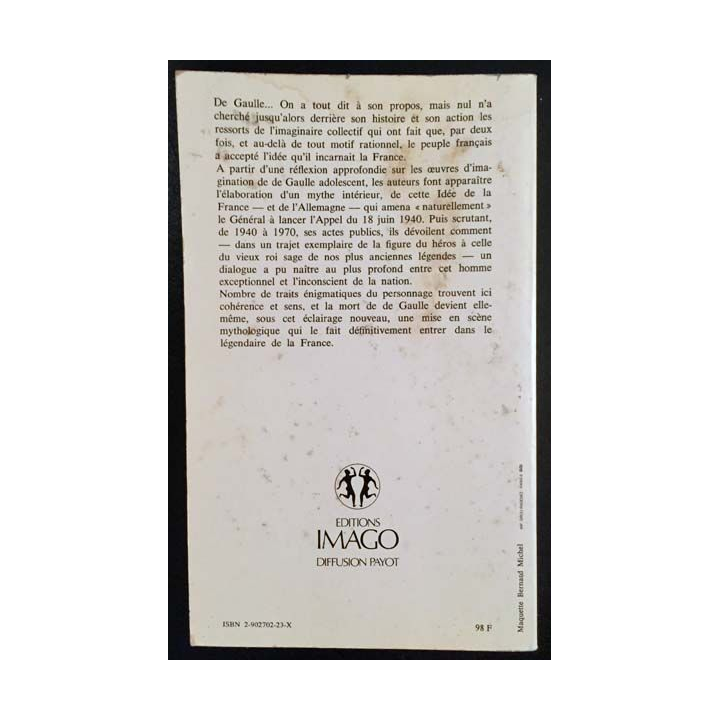 De Gaulle... On a tout dit à son propos, mais nul n'a
cherché jusqu'alors derrière son histoire et son action les
ressorts de l'imaginaire collectif qui ont fait que, par deux
fois, et au-delà de tout motif rationnel, le peuple français
a accepté l'idée qu'il incarnait la France.
A partir d'une réflexion approfondie sur les œuvres d'ima-
gination de de Gaulle adolescent, les auteurs font apparaître
l'élaboration d'un mythe intérieur, de cette Idée de la
France — et de l'Allemagne — qui amena « naturellement »
le Général à lancer l'Appel du 18 juin 1940. Puis scrutant,
de 1940 à 1970, ses actes publics, ils dévoilent comment
— dans un trajet exemplaire de la figure du héros à celle
du vieux roi sage de nos plus anciennes légendes — un
dialogue a pu naître au plus profond entre cet homme
exceptionnel et l'inconscient de la nation.
Nombre de traits énigmatiques du personnage trouvent ici
cohérence et sens, et la mort de de Gaulle devient elle-
même, sous cet éclairage nouveau, une mise en scène
mythologique qui le fait définitivement entrer dans le
légendaire de la France.
EDITIONS
IMAGO
DIFFUSION PAYOT
ISBN 2-902702-23-X
98 F
Maquette Bernard Michel